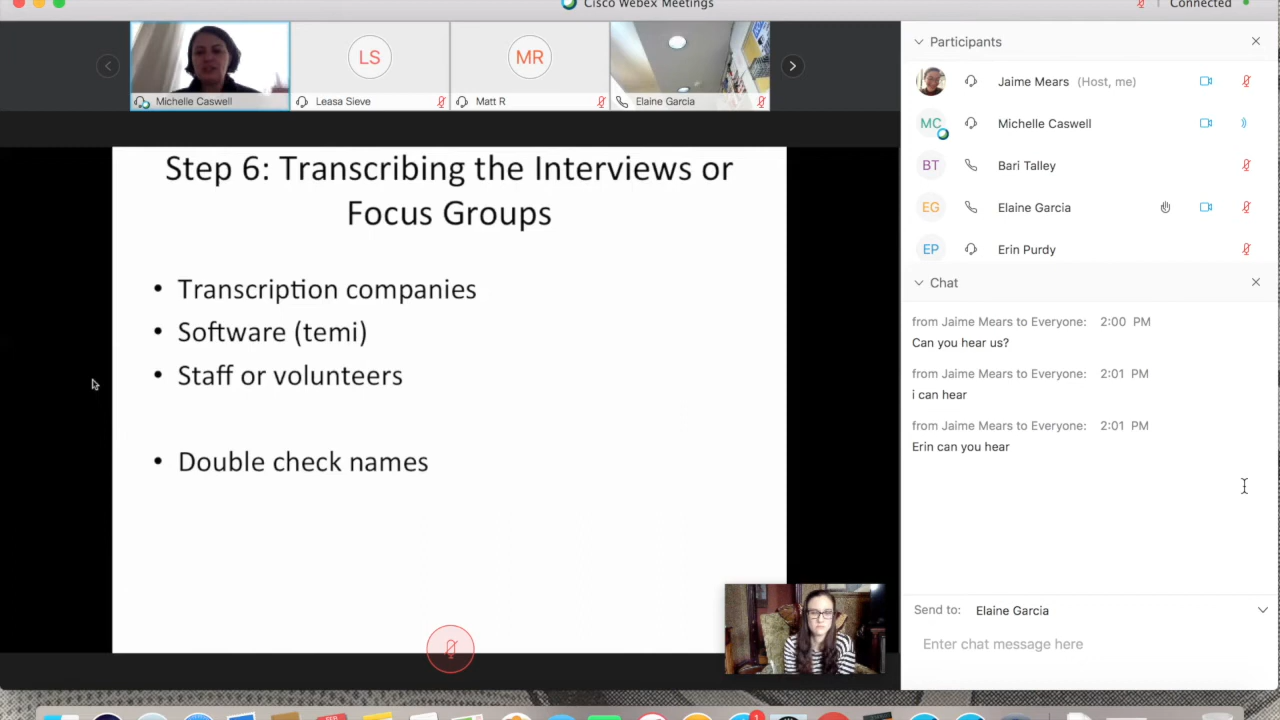 Cisco Webex Meetings
Connected
LS
MR
Michelle Caswell
Leasa Sieve
Matt R
Elaine Garcia
Step 6: Transcribing the Interviews or
Focus Groups
• Transcription companies
• Software (temi)
• Staff or volunteers
• Double check names
Participants
Jaime Mears (Host, me)
MC Michelle Caswell
BT Bari Talley
EG Elaine Garcia
EP Erin Purdy
Chat
from Jaime Mears to Everyone: 2:00 PM
Can you hear us?
from Jaime Mears to Everyone: 2:01 PM
i can hear
from Jaime Mears to Everyone: 2:01 PM
Erin can you hear
Send to: Elaine Garcia
Enter chat message here